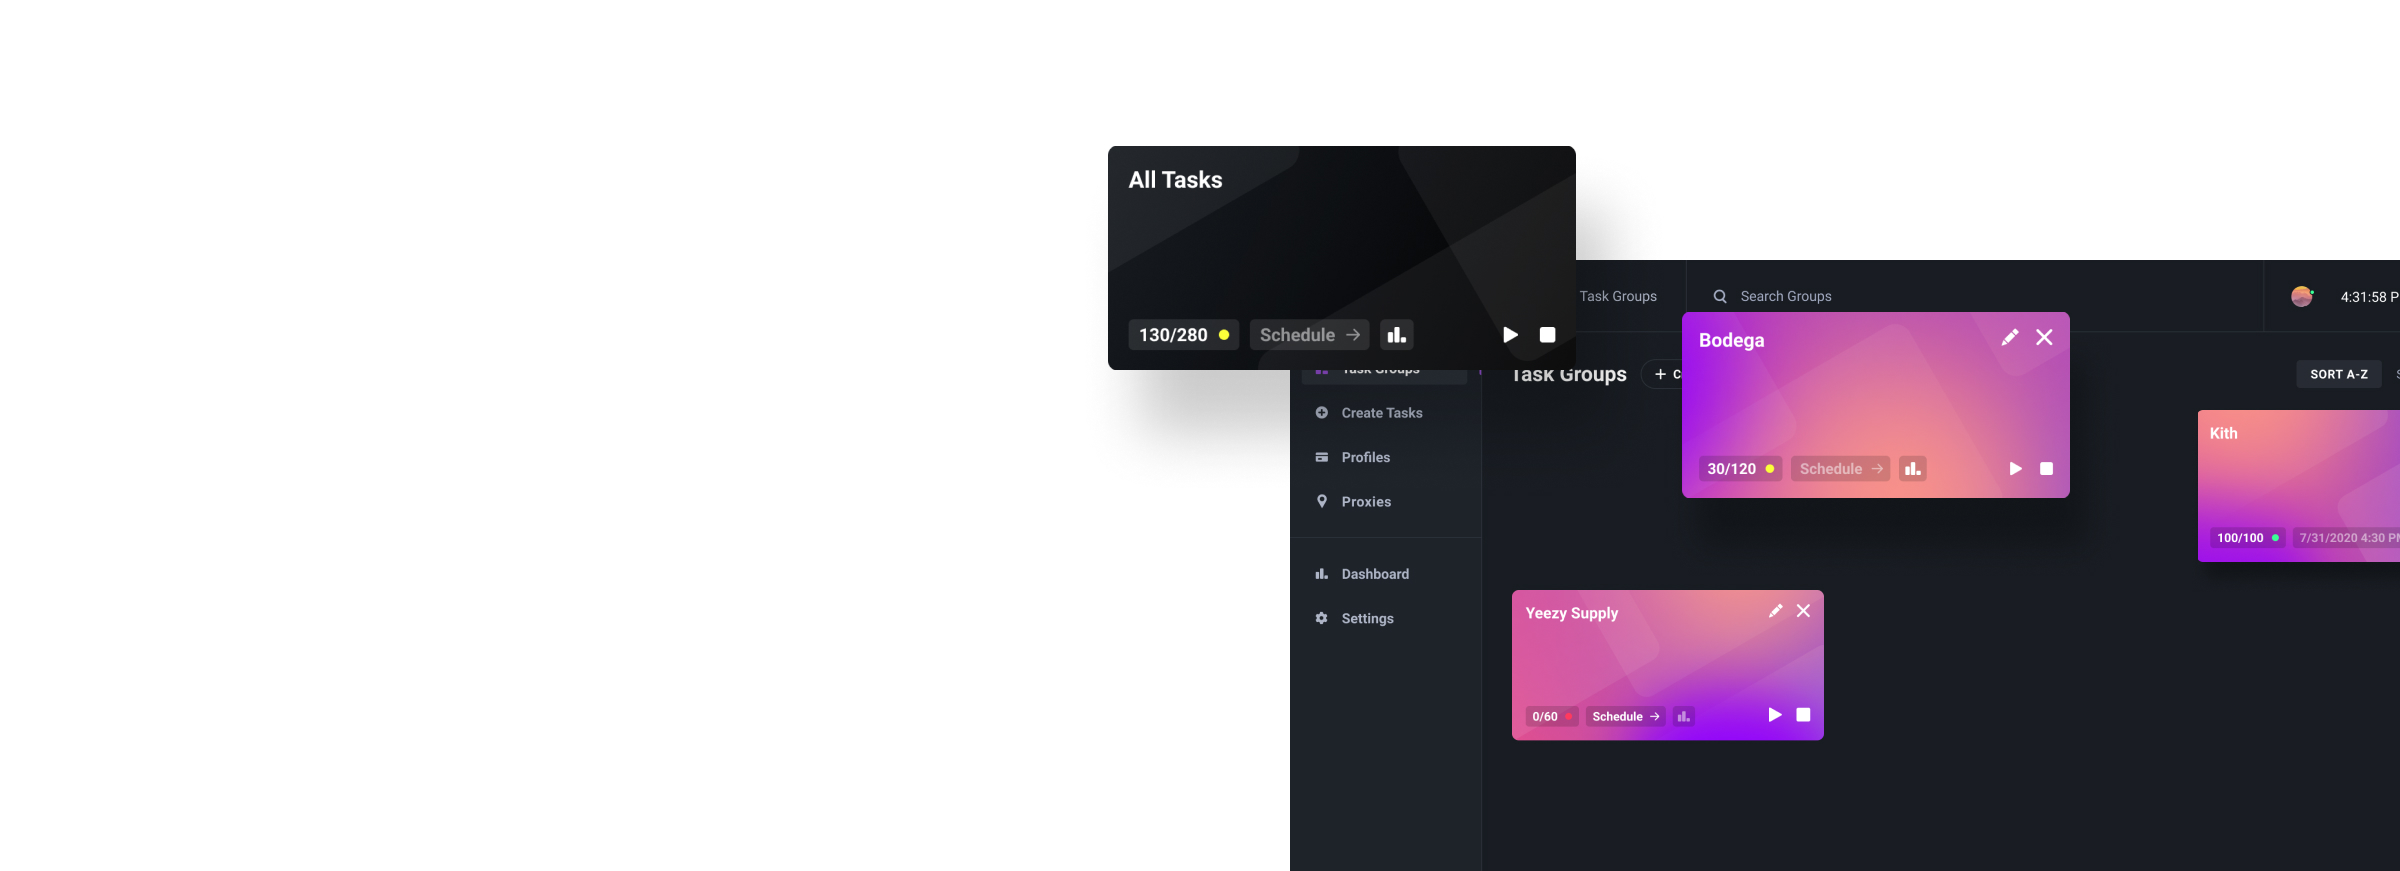 All Tasks
130/280
Schedule
Task Groups
Search Groups
4:31:58 P
Task Groups
Create Tasks
Profiles
Proxies
Dashboard
Settings
Task Groups
+ C
SORT A-Z
Bodega
30/120
Schedule
Kith
100/100
7/31/2020 4:30 PM
Yeezy Supply
0/60
Schedule